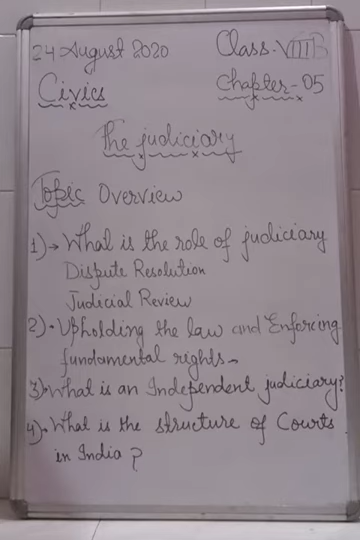 24 August 2020 Class-VIII B
Civics Chapter-05
The judiciary
Topic Overview
1)→ What is the role of judiciary
Dispute Resolution
Judicial Review
2)• Upholding the law and Enforcing
fundamental rights
3)• What is an Independent judiciary?
4)• What is the structure of Courts
in India ?